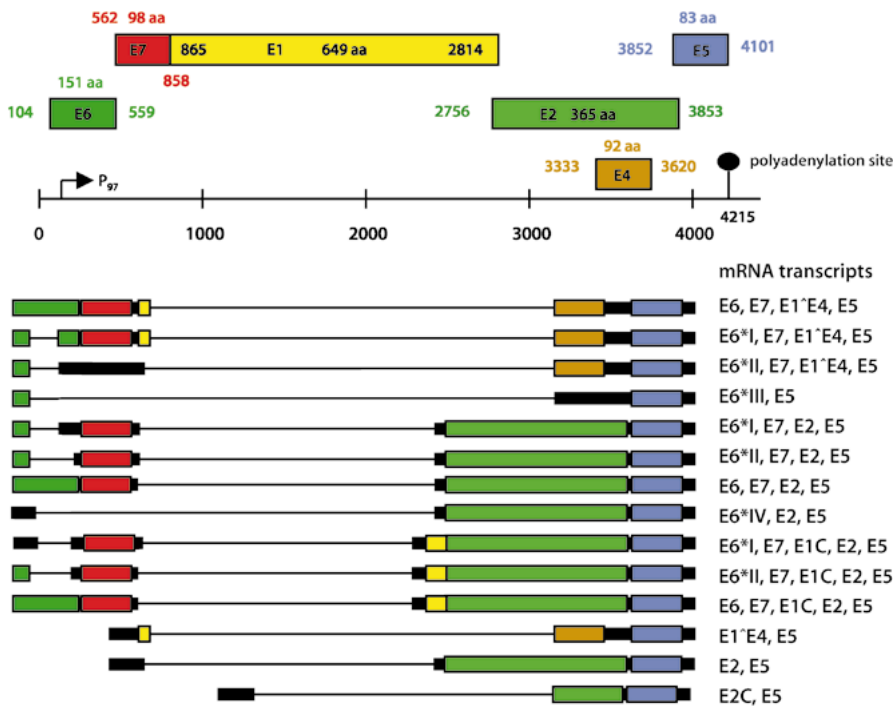 562 98 aa
83 aa
E7 865 E1 649 aa 2814
3852 E5 4101
151 aa 858
104 E6 559
2756 E2 365 aa 3853
92 aa
3333 E4 3620
polyadenylation site
P97
4215
0 1000 2000 3000 4000
mRNA transcripts
E6, E7, E1^E4, E5
E6*I, E7, E1^E4, E5
E6*II, E7, E1^E4, E5
E6*III, E5
E6*I, E7, E2, E5
E6*II, E7, E2, E5
E6, E7, E2, E5
E6*IV, E2, E5
E6*I, E7, E1C, E2, E5
E6*II, E7, E1C, E2, E5
E6, E7, E1C, E2, E5
E1^E4, E5
E2, E5
E2C, E5